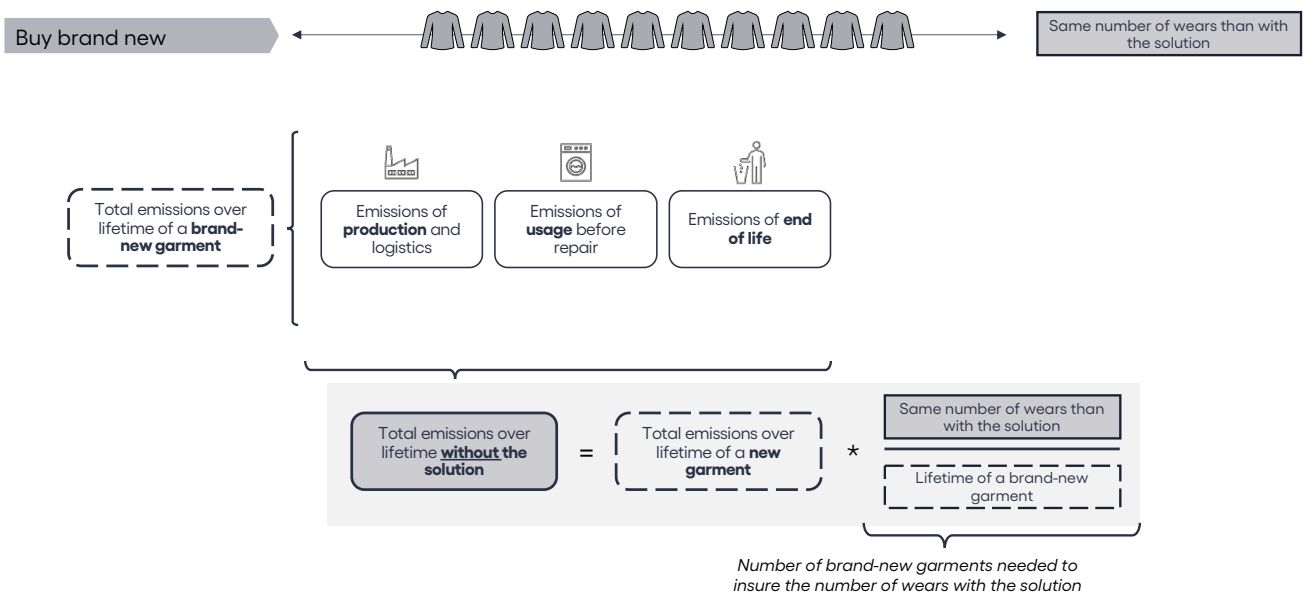 Buy brand new
Same number of wears than with
the solution
Total emissions over
lifetime of a brand-
new garment
Emissions of
production and
logistics
Emissions of
usage before
repair
Emissions of end
of life
Total emissions over
lifetime without the
solution
=
Total emissions over
lifetime of a new
garment
*
Same number of wears than
with the solution
Lifetime of a brand-new
garment
Number of brand-new garments needed to
insure the number of wears with the solution